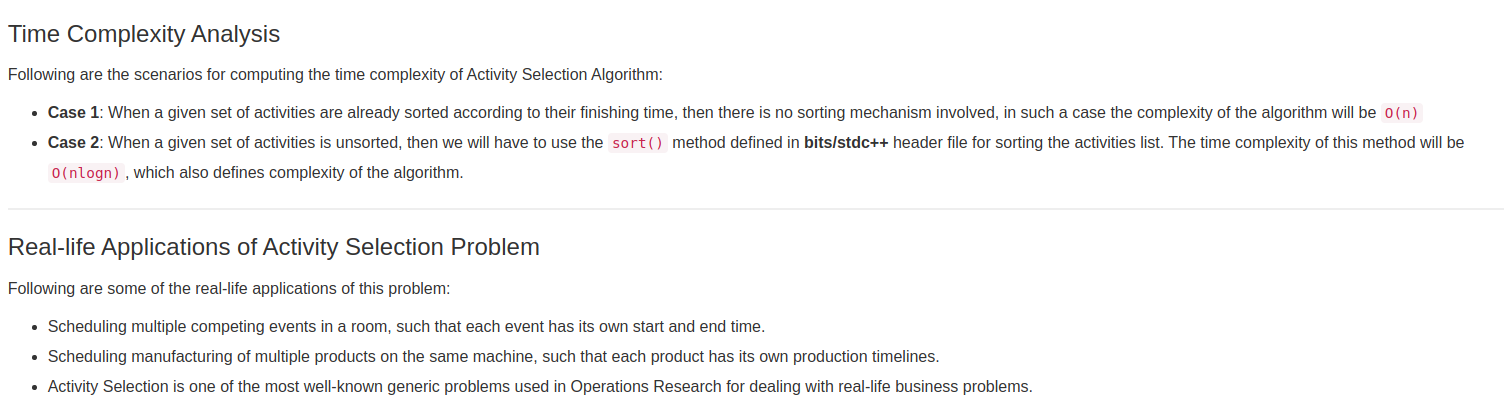 Time Complexity Analysis
Following are the scenarios for computing the time complexity of Activity Selection Algorithm:
• Case 1: When a given set of activities are already sorted according to their finishing time, then there is no sorting mechanism involved, in such a case the complexity of the algorithm will be O(n)
• Case 2: When a given set of activities is unsorted, then we will have to use the sort() method defined in bits/stdc++ header file for sorting the activities list. The time complexity of this method will be
O(nlogn) , which also defines complexity of the algorithm.
Real-life Applications of Activity Selection Problem
Following are some of the real-life applications of this problem:
• Scheduling multiple competing events in a room, such that each event has its own start and end time.
• Scheduling manufacturing of multiple products on the same machine, such that each product has its own production timelines.
• Activity Selection is one of the most well-known generic problems used in Operations Research for dealing with real-life business problems.